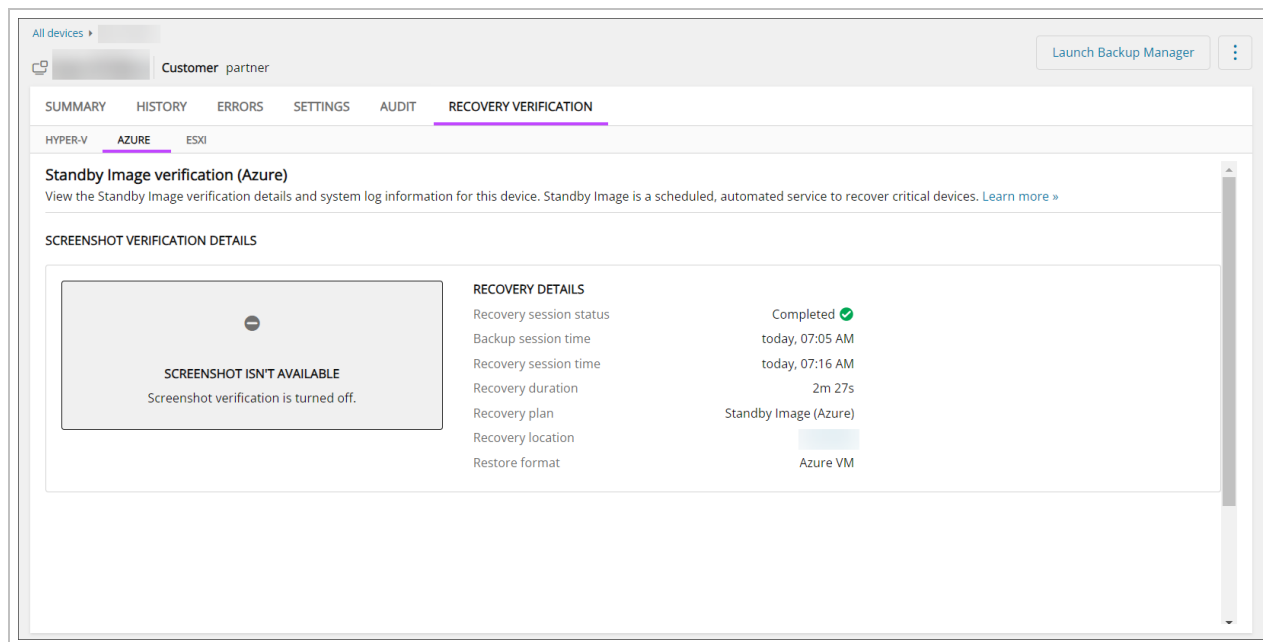 All devices
Customer partner
Launch Backup Manager
SUMMARY HISTORY ERRORS SETTINGS AUDIT RECOVERY VERIFICATION
HYPER-V AZURE ESXI
Standby Image verification (Azure)
View the Standby Image verification details and system log information for this device. Standby Image is a scheduled, automated service to recover critical devices. Learn more »
SCREENSHOT VERIFICATION DETAILS
SCREENSHOT ISN'T AVAILABLE
Screenshot verification is turned off.
RECOVERY DETAILS
Recovery session status Completed
Backup session time today, 07:05 AM
Recovery session time today, 07:16 AM
Recovery duration 2m 27s
Recovery plan Standby Image (Azure)
Recovery location
Restore format Azure VM